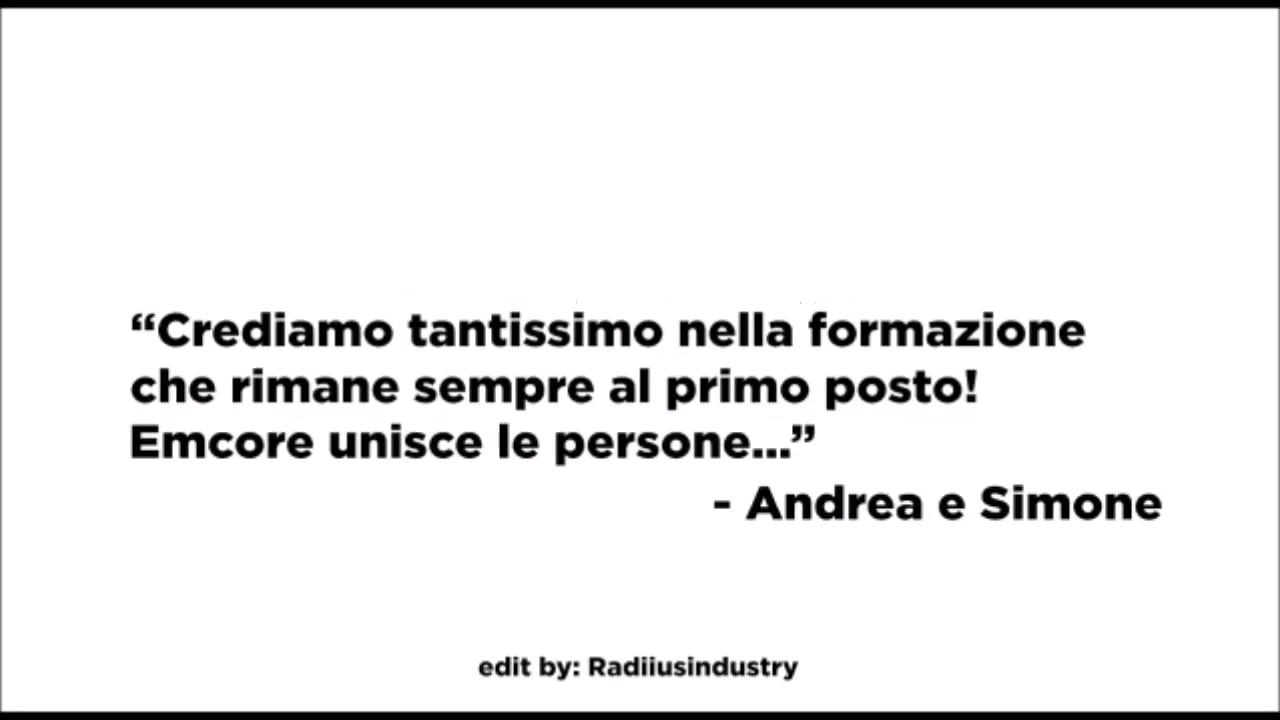 “Crediamo tantissimo nella formazione
che rimane sempre al primo posto!
Emcore unisce le persone...”
- Andrea e Simone
edit by: Radiiusindustry